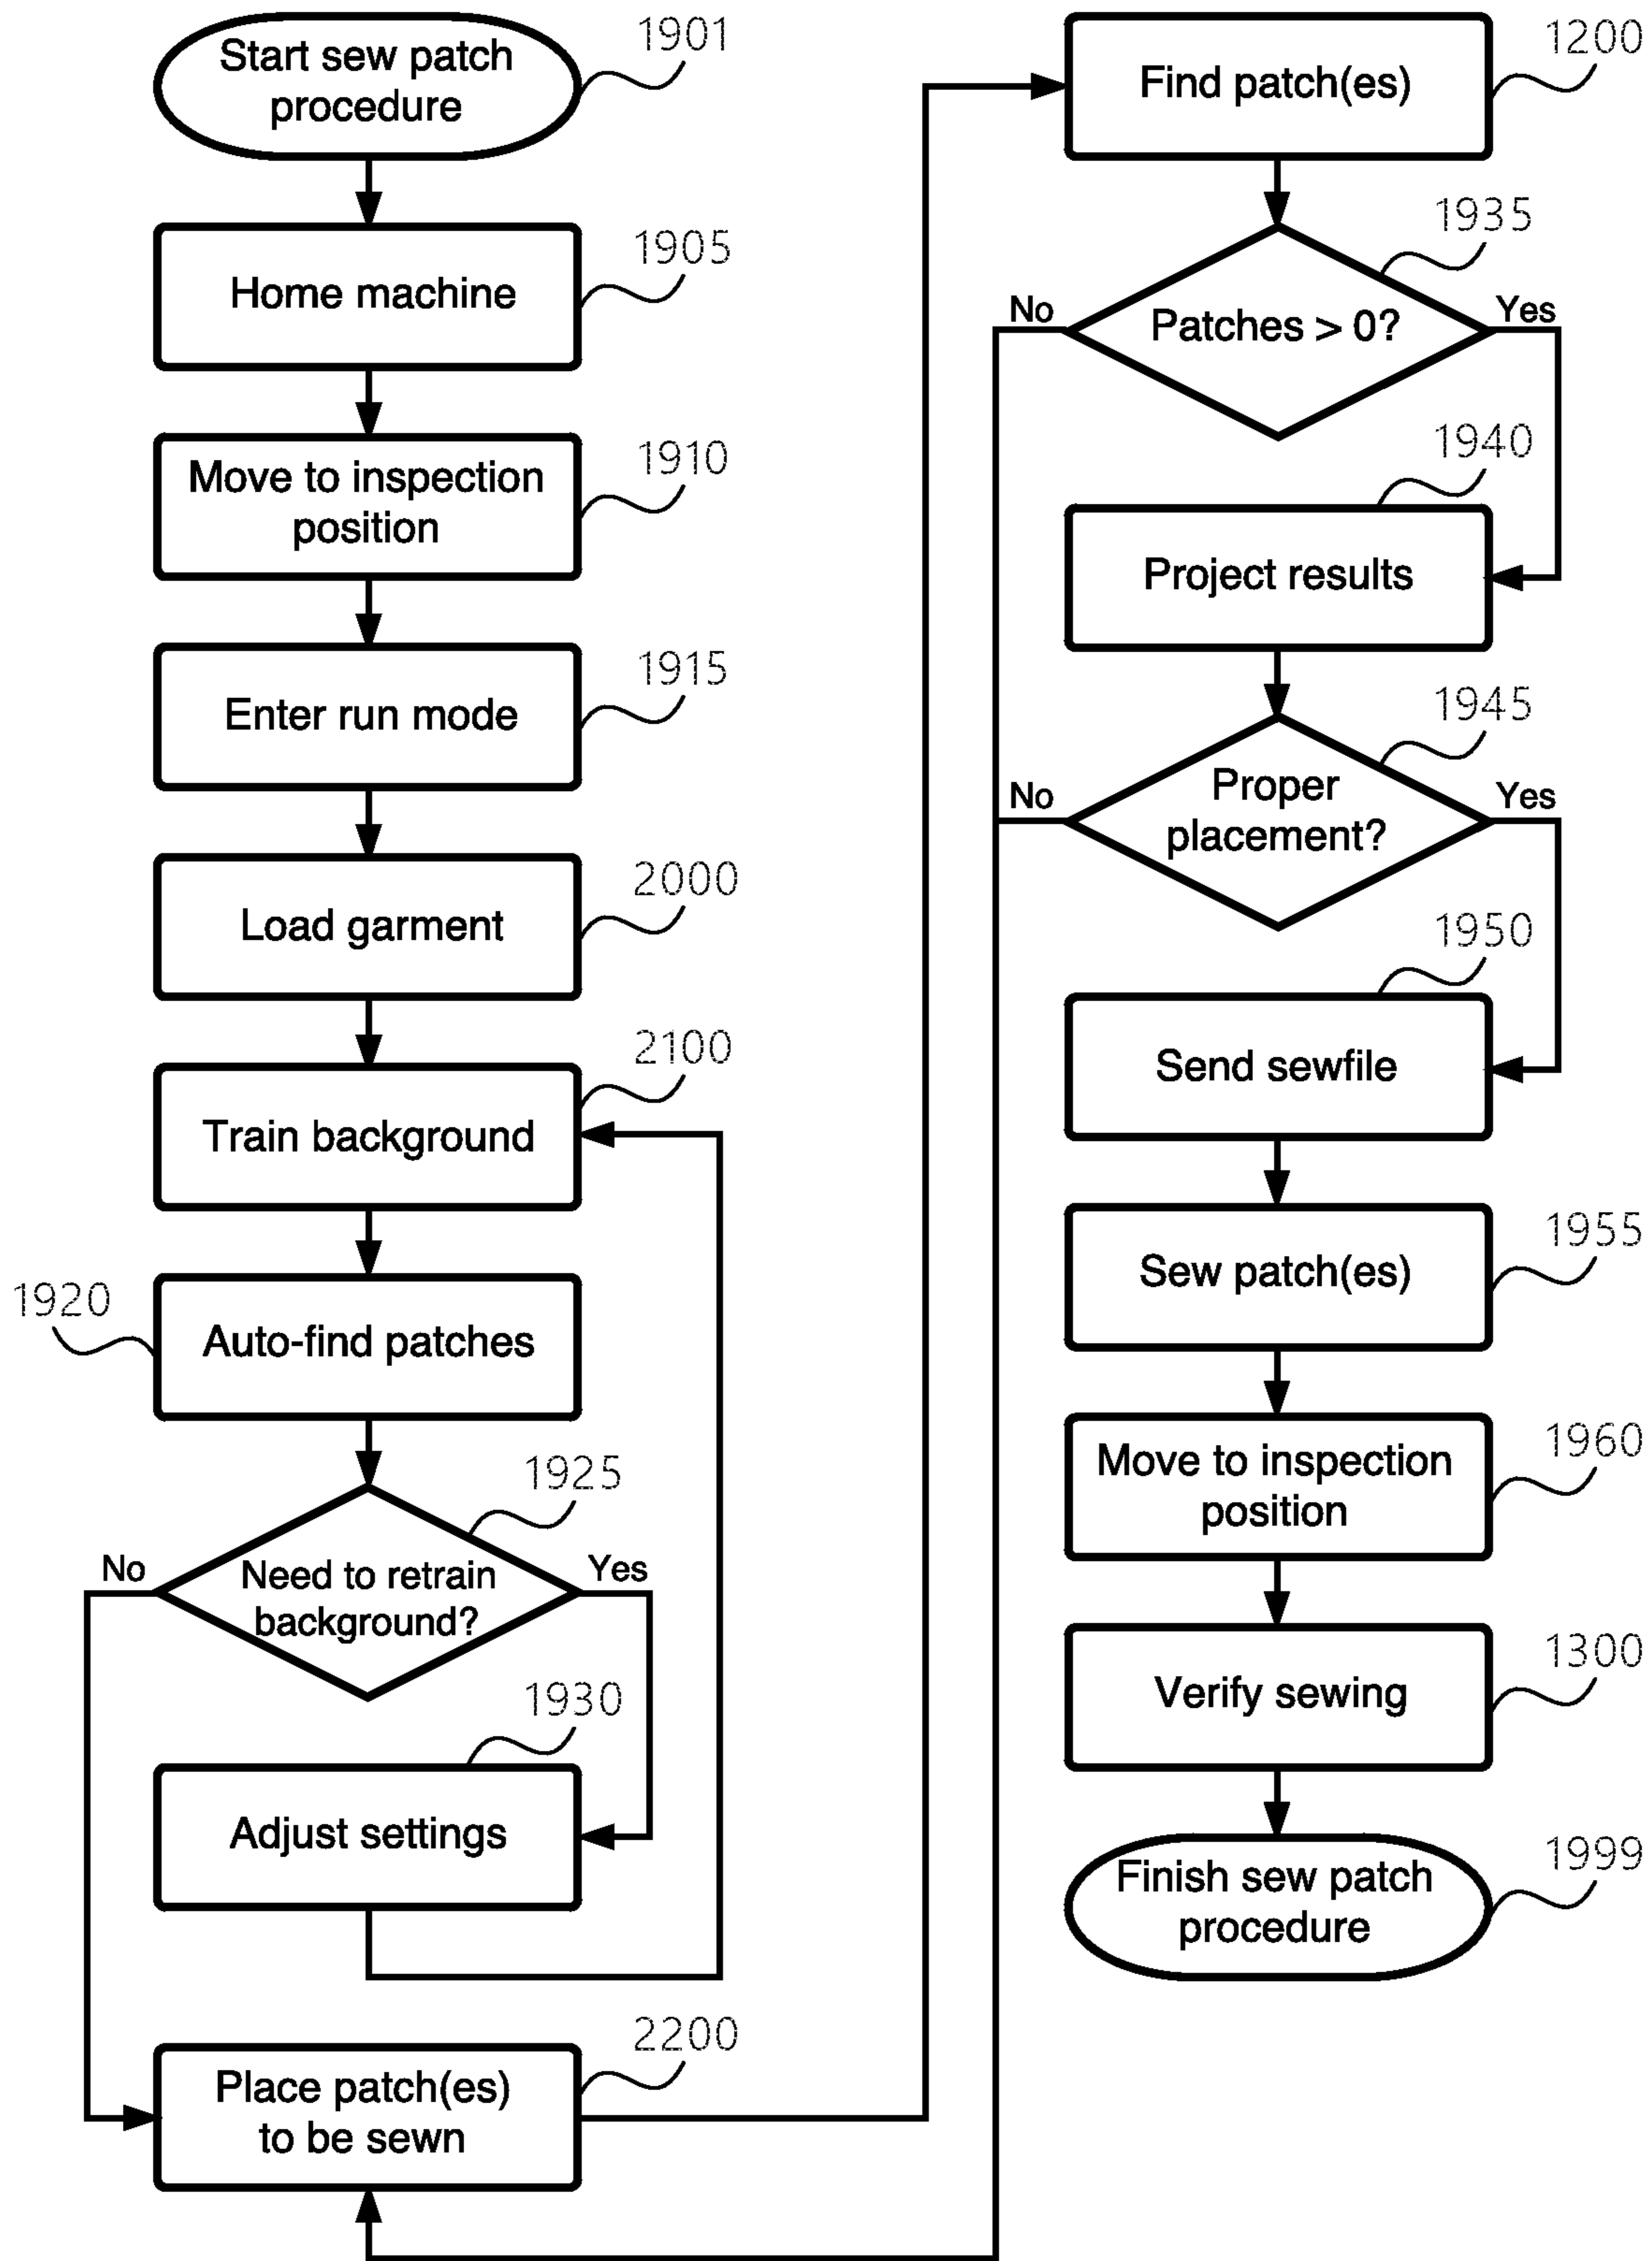 Start sew patch
procedure
1901
Home machine
1905
Move to inspection
position
1910
Enter run mode
1915
Load garment
2000
Train background
2100
Auto-find patches
1920
Need to retrain
background?
1925
No
Yes
Adjust settings
1930
Place patch(es)
to be sewn
2200
Find patch(es)
1200
Patches > 0?
1935
No
Yes
Project results
1940
Proper
placement?
1945
No
Yes
Send sewfile
1950
Sew patch(es)
1955
Move to inspection
position
1960
Verify sewing
1300
Finish sew patch
procedure
1999